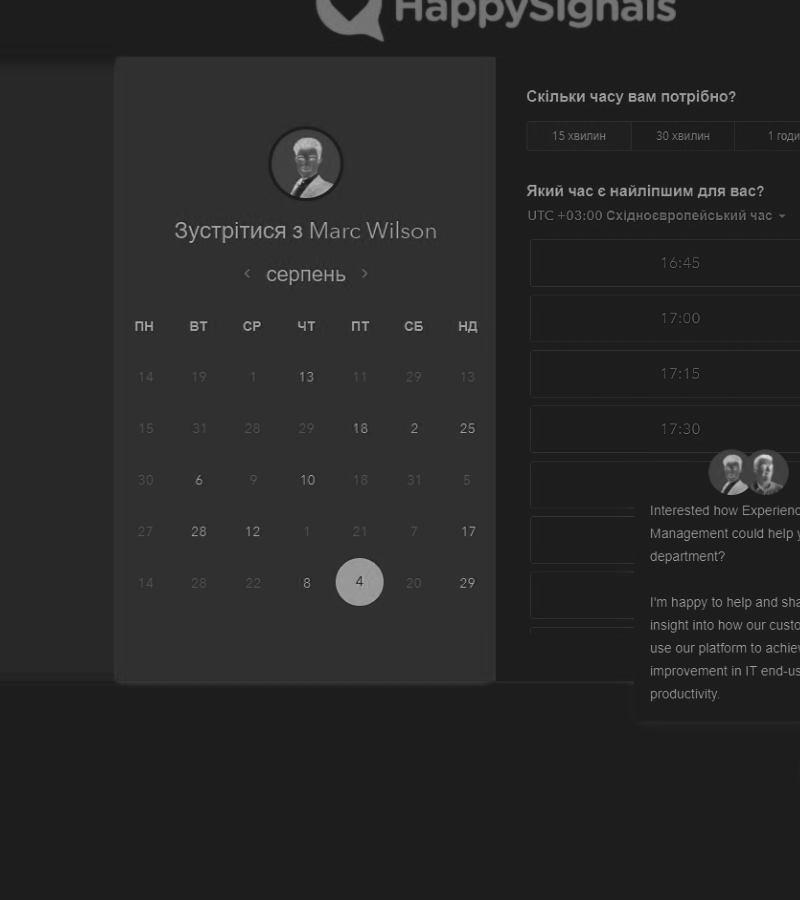 HappySignals
Зустрітися з Marc Wilson
серпень
ПН ВТ СР ЧТ ПТ СБ НД
14 19 1 13 11 29 13
15 31 28 29 18 2 25
30 6 9 10 18 31 5
27 28 12 1 21 7 17
14 28 22 8 4 20 29
Скільки часу вам потрібно?
15 хвилин 30 хвилин 1 годи
Який час є найліпшим для вас?
UTC +03:00 Східноєвропейський час
16:45
17:00
17:15
17:30
Interested how Experienc
Management could help y
department?
I'm happy to help and sha
insight into how our custo
use our platform to achiev
improvement in IT end-us
productivity.